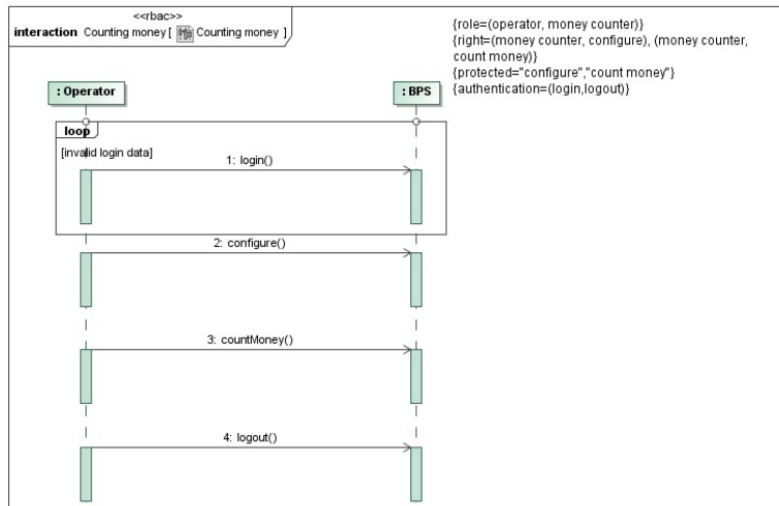 <<rbac>>
interaction Counting money [ Counting money ]
{role=(operator, money counter)}
{right=(money counter, configure), (money counter,
count money)}
{protected="configure","count money"}
{authentication=(login,logout)}
: Operator
: BPS
loop
[invalid login data]
1: login()
2: configure()
3: countMoney()
4: logout()